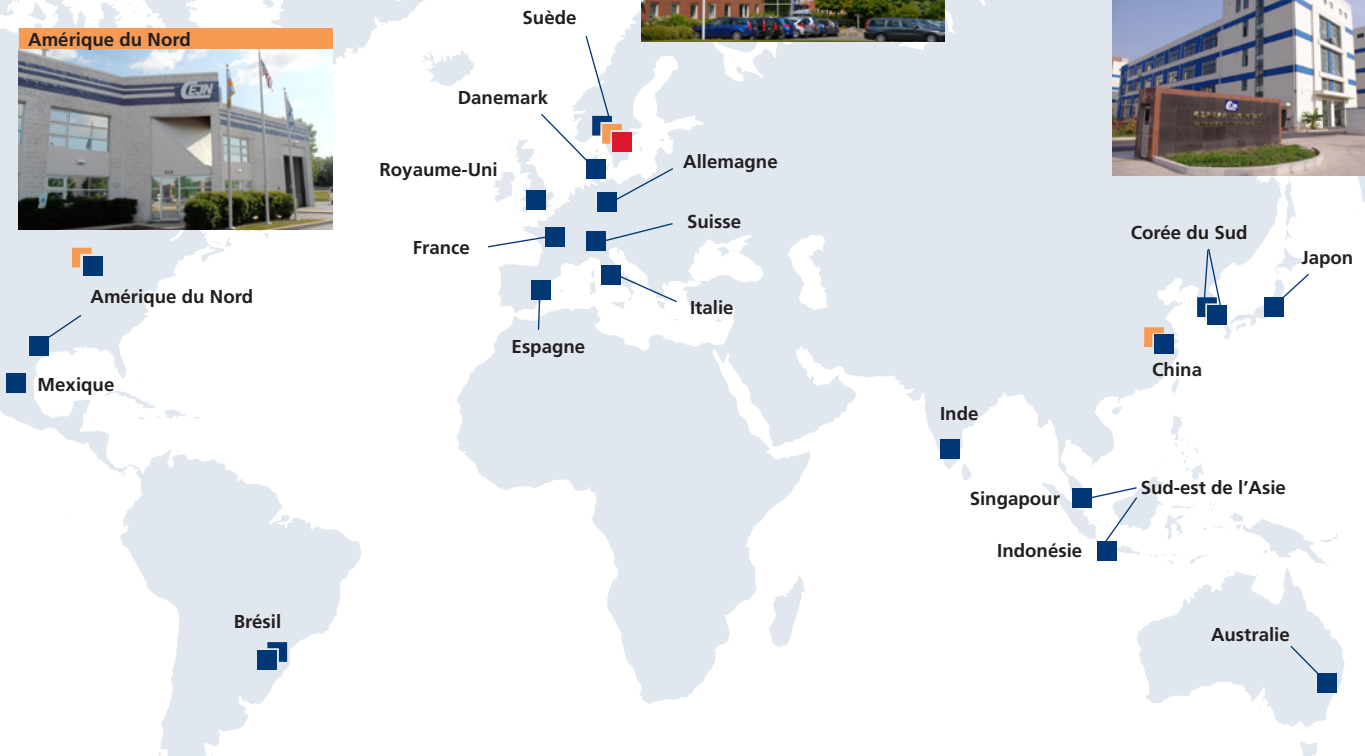 Suède
Amérique du Nord
CEJN
Danemark
Royaume-Uni
Allemagne
Suisse
France
Corée du Sud
Japon
Amérique du Nord
Italie
Espagne
China
Mexique
Inde
Sud-est de l'Asie
Singapour
Indonésie
Brésil
Australie